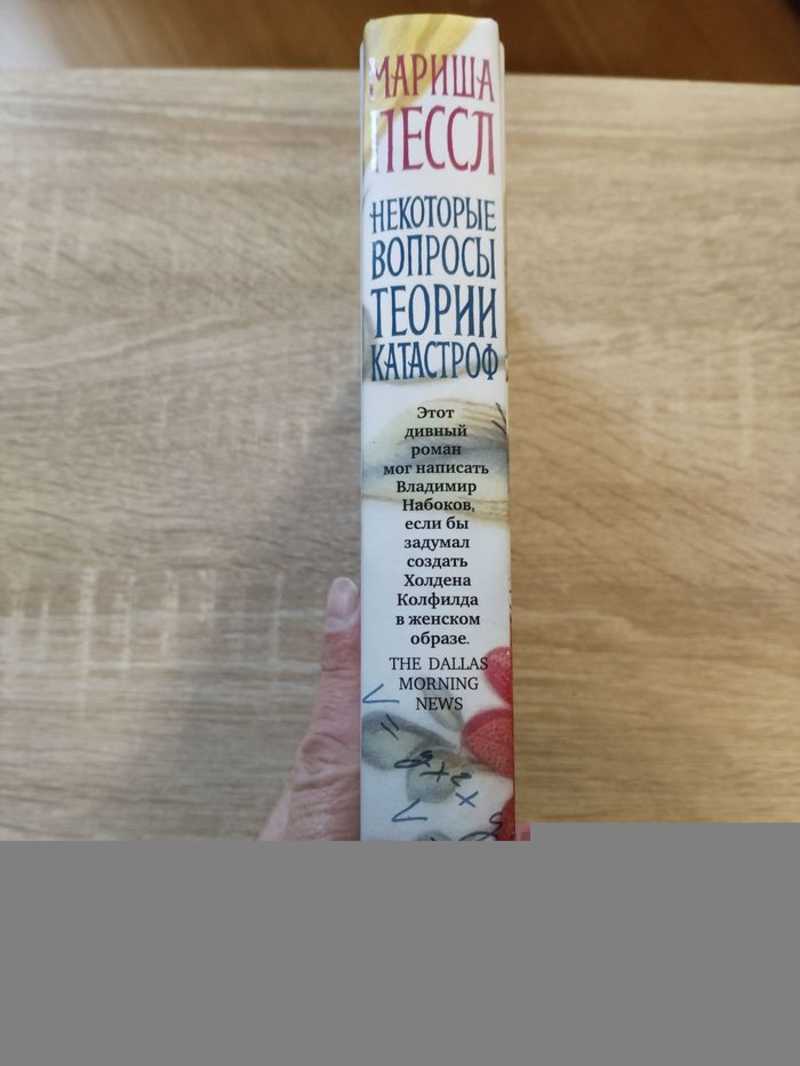 МАРИША
ПЕССЛ
НЕКОТОРЫЕ
ВОПРОСЫ
ТЕОРИИ
КАТАСТРОФ
Этот
дивный
роман
мог написать
Владимир
Набоков,
если бы
задумал
создать
Холдена
Колфилда
в женском
образе.
THE DALLAS
MORNING
NEWS